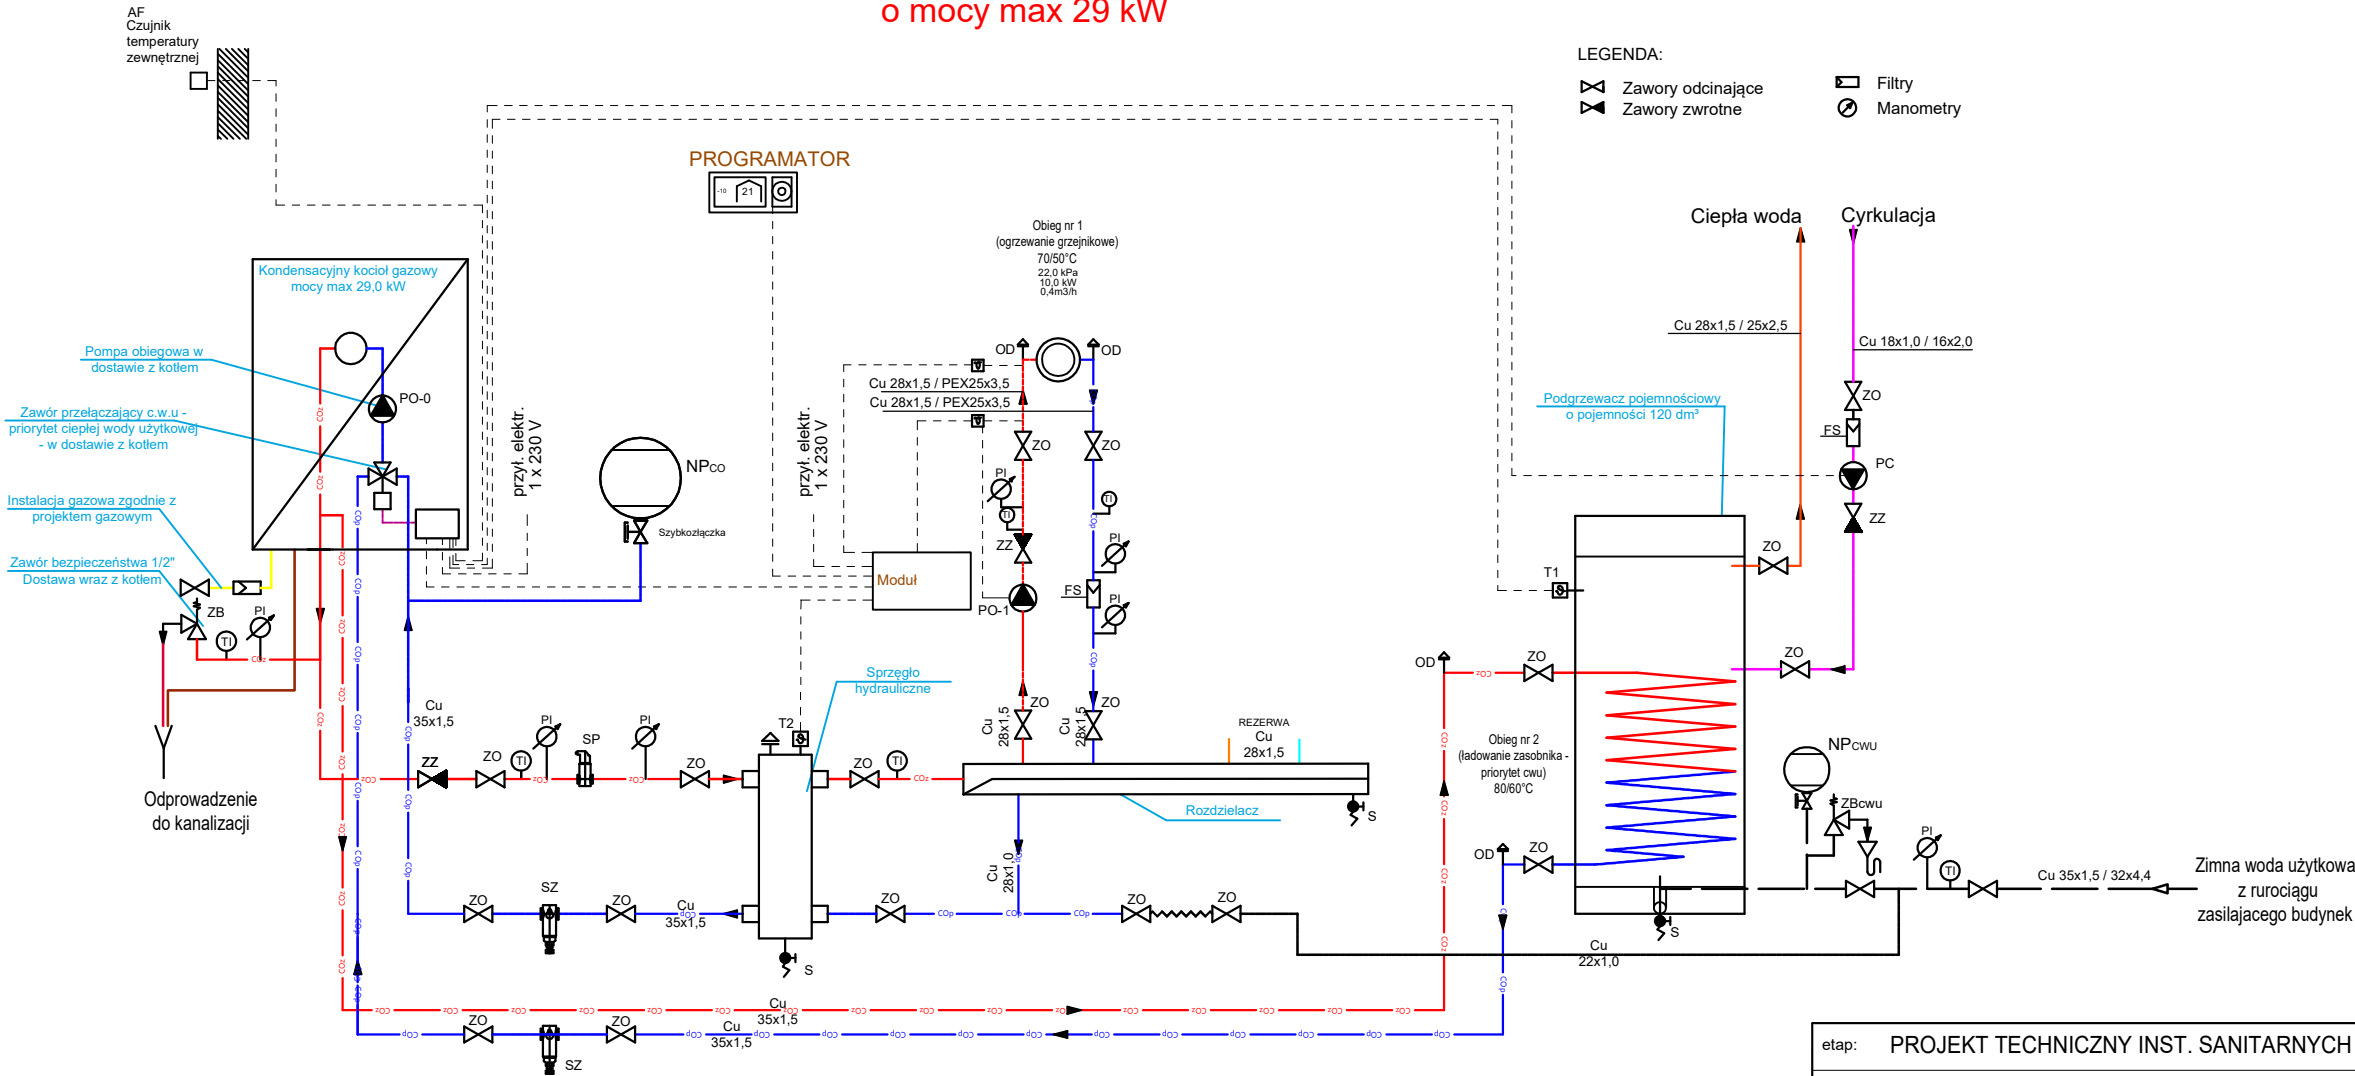 o mocy max 29 kW
AF
Czujnik
temperatury
zewnętrznej
LEGENDA:
Zawory odcinające
Zawory zwrotne
Filtry
Manometry
PROGRAMATOR
-10
21
Obieg nr 1
(ogrzewanie grzejnikowe)
70/50°C
22,0 kPa
10,0 kW
0,4m3/h
Ciepła woda
Cyrkulacja
Kondensacyjny kocioł gazowy
mocy max 29,0 kW
Pompa obiegowa w
dostawie z kotłem
PO-0
Zawór przełączający c.w.u -
priorytet ciepłej wody użytkowej
- w dostawie z kotłem
Instalacja gazowa zgodnie z
projektem gazowym
Zawór bezpieczeństwa 1/2"
Dostawa wraz z kotłem
ZB
TI
PI
COz
przył. elektr.
1 x 230 V
NPCO
Szybkozłączka
przył. elektr.
1 x 230 V
OD
OD
Cu 28x1,5 / PEX25x3,5
Cu 28x1,5 / PEX25x3,5
ZO
ZO
PI
TI
TI
ZZ
PI
FS
PI
PO-1
Moduł
Cu 28x1,5 / 25x2,5
Cu 18x1,0 / 16x2,0
ZO
FS
PC
ZZ
Podgrzewacz pojemnościowy
o pojemności 120 dm³
T1
ZO
ZO
OD
ZO
Sprzęgło
hydrauliczne
Cu
35x1,5
ZZ
ZO
TI
PI
SP
PI
ZO
T2
ZO
TI
COz
Cu
28x1,5
ZO
Cu
28x1,5
ZO
REZERWA
Cu
28x1,5
Rozdzielacz
S
Obieg nr 2
(ładowanie zasobnika -
priorytet cwu)
80/60°C
NPCWU
ZBcwu
PI
TI
Cu 35x1,5 / 32x4,4
Zimna woda użytkowa
z rurociągu
zasilajacego budynek
Odprowadzenie
do kanalizacji
Cu
28x1,0
OD
ZO
ZO
SZ
ZO
Cu
35x1,5
COp
ZO
COp
COp
COp
ZO
ZO
S
S
Cu
22x1,0
Cu
35x1,5
ZO
SZ
ZO
Cu
35x1,5
etap:
PROJEKT TECHNICZNY INST. SANITARNYCH